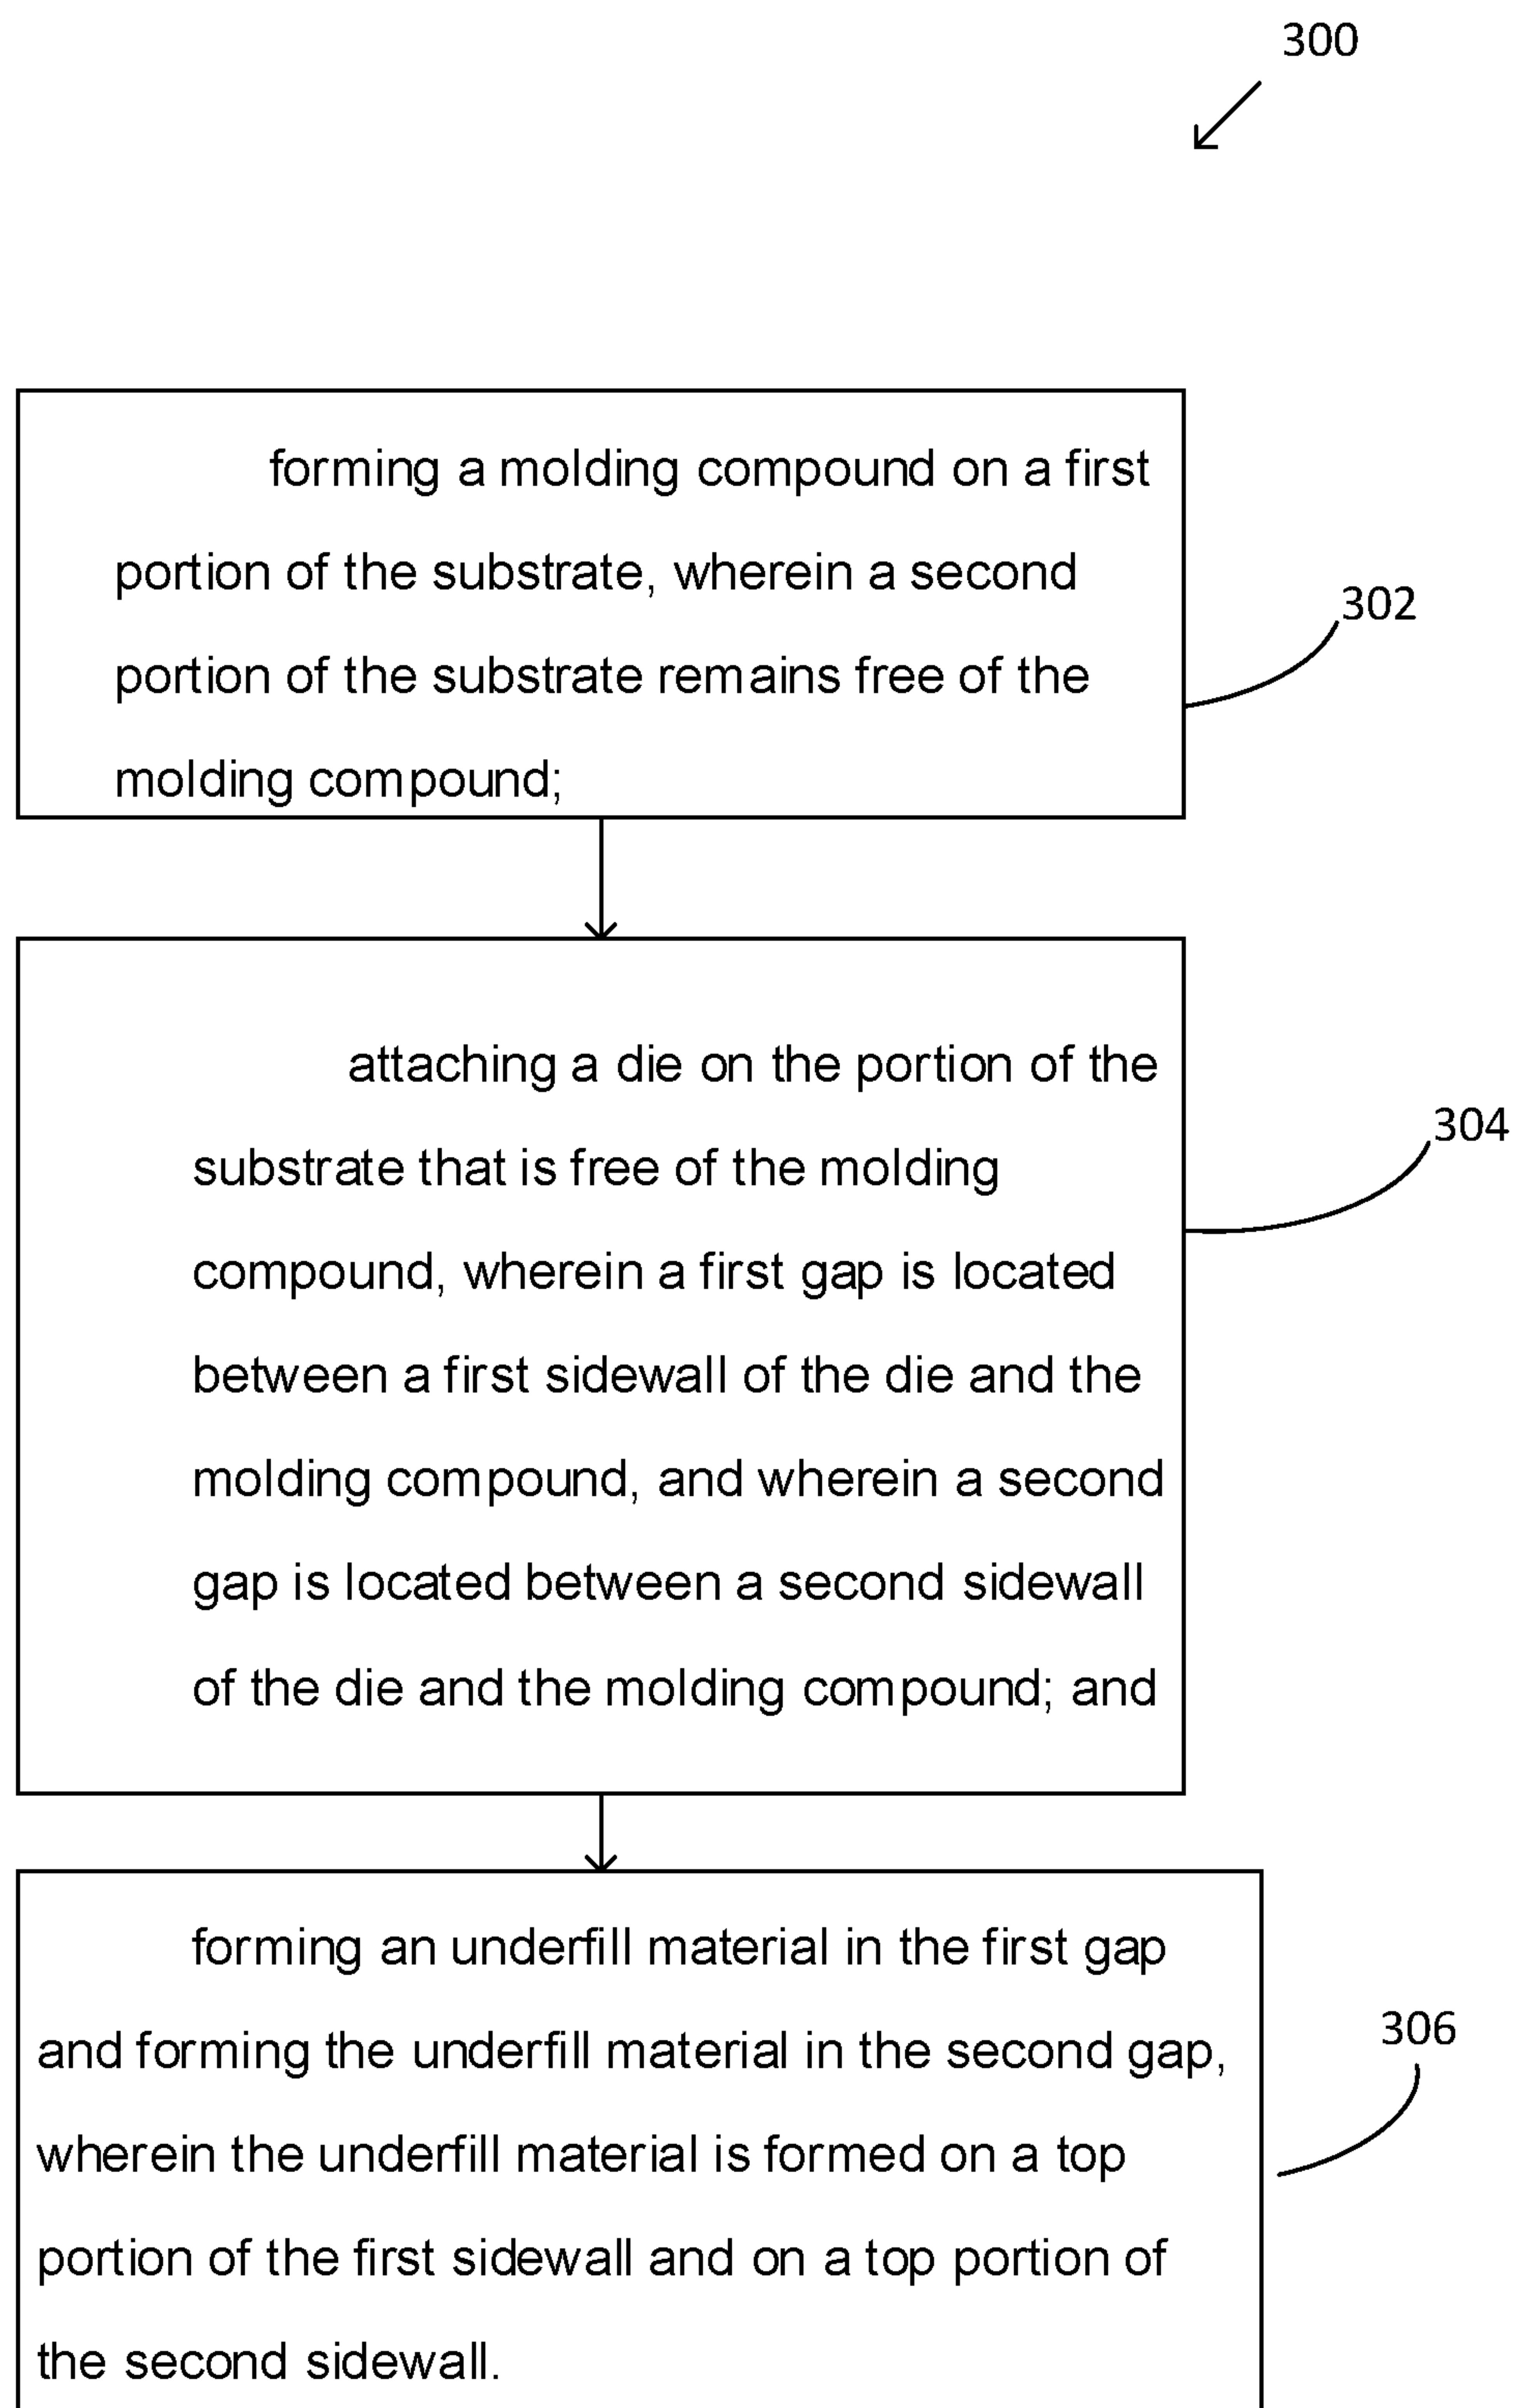 300
forming a molding compound on a first
portion of the substrate, wherein a second
portion of the substrate remains free of the
molding compound;
302
attaching a die on the portion of the
substrate that is free of the molding
compound, wherein a first gap is located
between a first sidewall of the die and the
molding compound, and wherein a second
gap is located between a second sidewall
of the die and the molding compound; and
304
forming an underfill material in the first gap
and forming the underfill material in the second gap,
wherein the underfill material is formed on a top
portion of the first sidewall and on a top portion of
the second sidewall.
306